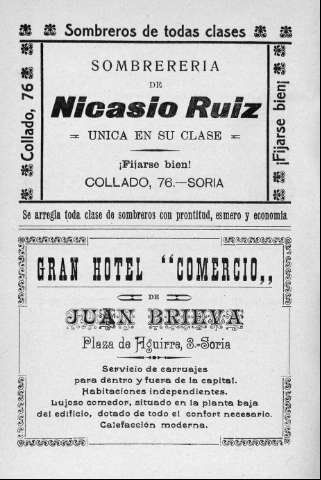 Sombreros de todas clases
Collado, 76
¡Fijarse bien!
SOMBRERERIA
DE
Nicasio Ruiz
UNICA EN SU CLASE
¡Fijarse bien!
COLLADO, 76.—SORIA
Se arregla toda clase de sombreros con prontitud, esmero y economia
GRAN HOTEL "COMERCIO„
DE
JUAN BRIEVA
Plaza de Aguirre, 3.-Soria
Servicio de carruajes
para dentro y fuera de la capital.
Habitaciones independientes.
Lujoso comedor, situado en la planta baja
del edificio, dotado de todo el confort necesario.
Calefacción moderna.